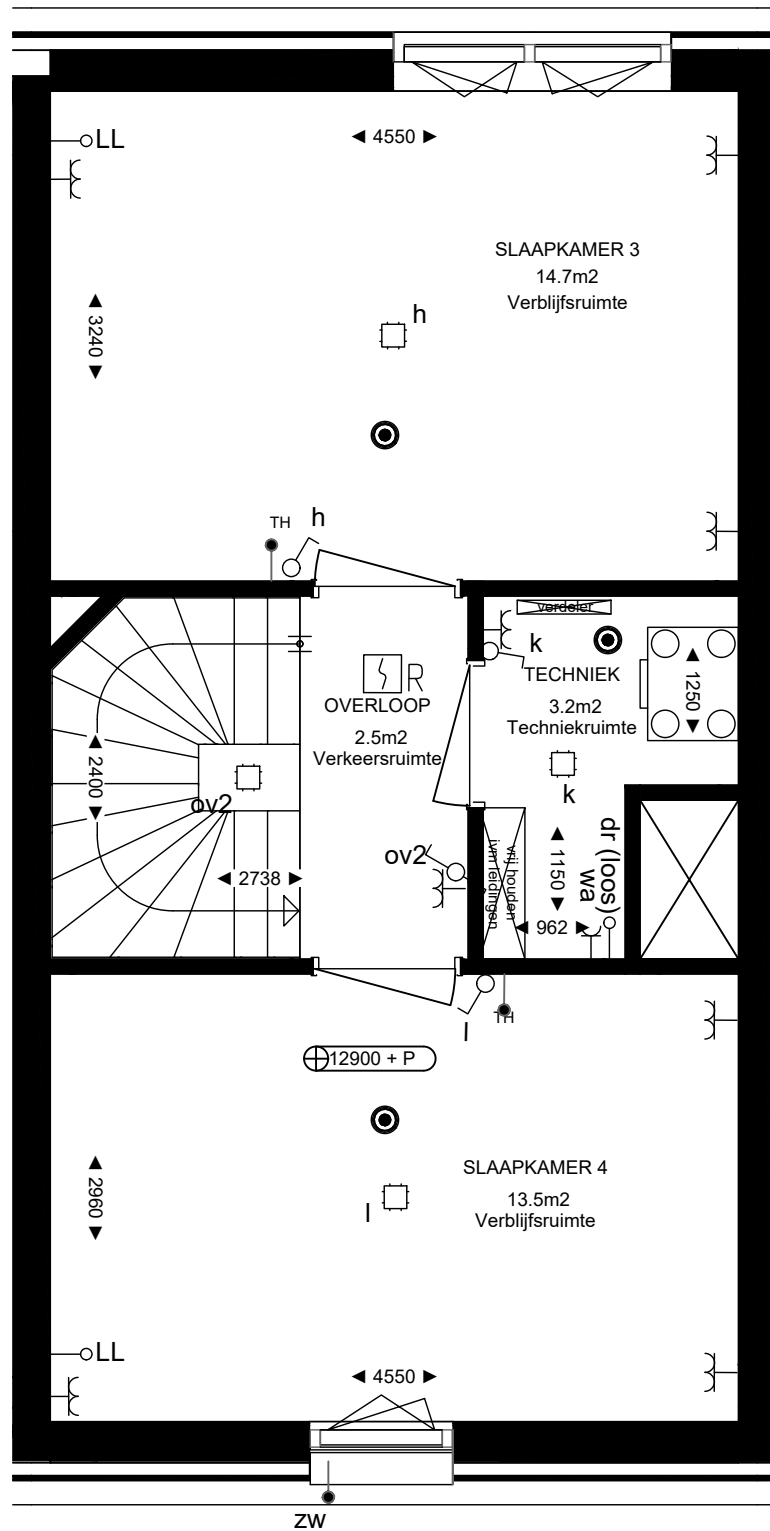 LL
◄ 4550 ►
SLAAPKAMER 3
14.7m2
Verblijfsruimte
◄ 3240 ►
h
TH
h
verdeler
k
TECHNIEK
3.2m2
Techniekruimte
◄ 1250 ►
R
OVERLOOP
2.5m2
Verkeersruimte
◄ 2400 ►
ov2
k
ov2
◄ 2738 ►
vrij houden
ivm leidingen
◄ 1150 ►
dr (loos)
wa
◄ 962 ►
l
TH
12900 + P
SLAAPKAMER 4
13.5m2
Verblijfsruimte
◄ 2960 ►
l
LL
◄ 4550 ►
zw